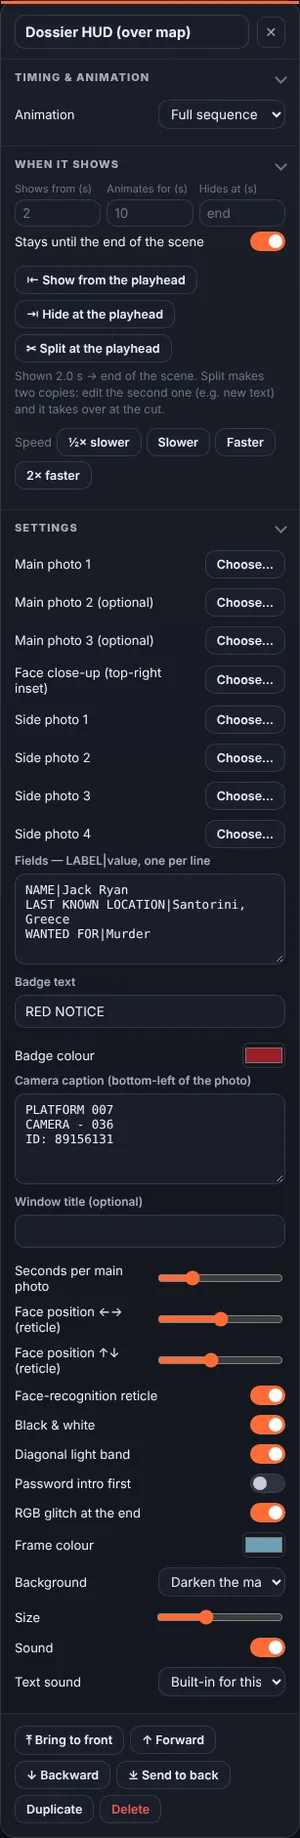 Dossier HUD (over map)
×
TIMING & ANIMATION
Animation
Full sequence
WHEN IT SHOWS
Shows from (s) Animates for (s) Hides at (s)
2 10 end
Stays until the end of the scene
⇤ Show from the playhead
⇥ Hide at the playhead
✂ Split at the playhead
Shown 2.0 s → end of the scene. Split makes
two copies: edit the second one (e.g. new text)
and it takes over at the cut.
Speed ½× slower Slower Faster
2× faster
SETTINGS
Main photo 1 Choose...
Main photo 2 (optional) Choose...
Main photo 3 (optional) Choose...
Face close-up (top-right
inset) Choose...
Side photo 1 Choose...
Side photo 2 Choose...
Side photo 3 Choose...
Side photo 4 Choose...
Fields — LABEL|value, one per line
NAME|Jack Ryan
LAST KNOWN LOCATION|Santorini,
Greece
WANTED FOR|Murder
Badge text
RED NOTICE
Badge colour
Camera caption (bottom-left of the photo)
PLATFORM 007
CAMERA - 036
ID: 89156131
Window title (optional)
Seconds per main
photo
Face position ←→
(reticle)
Face position ↑↓
(reticle)
Face-recognition reticle
Black & white
Diagonal light band
Password intro first
RGB glitch at the end
Frame colour
Background Darken the ma
Size
Sound
Text sound Built-in for this
⤒ Bring to front ↑ Forward
↓ Backward ⤓ Send to back
Duplicate Delete